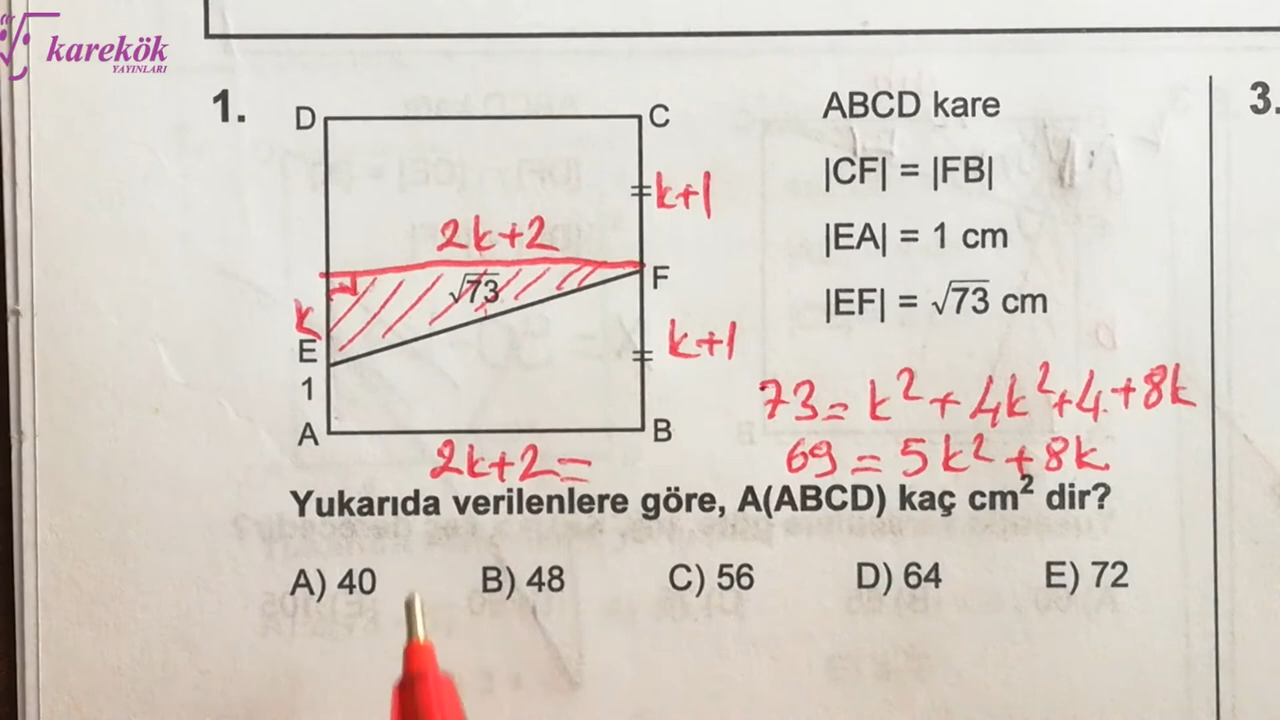 karekök
YAYINLARI
1.
D
C
ABCD kare
|CF| = |FB|
k+1
2k+2
|EA| = 1 cm
√73
F
|EF| = √73 cm
k
E
k+1
1
73 = k² + 4k² + 4 + 8k
A
B
69 = 5k² + 8k
2k+2 =
Yukarıda verilenlere göre, A(ABCD) kaç cm² dir?
A) 40 B) 48 C) 56 D) 64 E) 72
3.